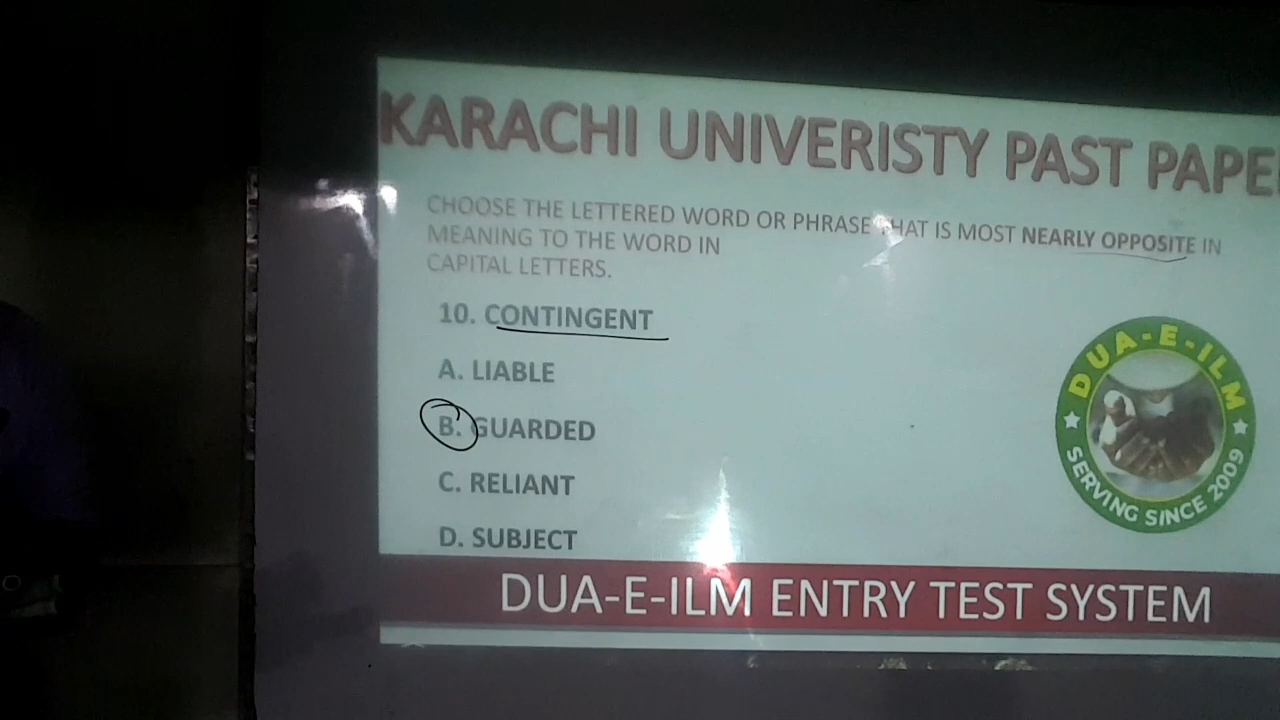 KARACHI UNIVERISTY PAST PAPE
CHOOSE THE LETTERED WORD OR PHRASE THAT IS MOST NEARLY OPPOSITE IN
MEANING TO THE WORD IN
CAPITAL LETTERS.
10. CONTINGENT
A. LIABLE
B. GUARDED
C. RELIANT
D. SUBJECT
DUA-E-ILM
SERVING SINCE 2009
DUA-E-ILM ENTRY TEST SYSTEM